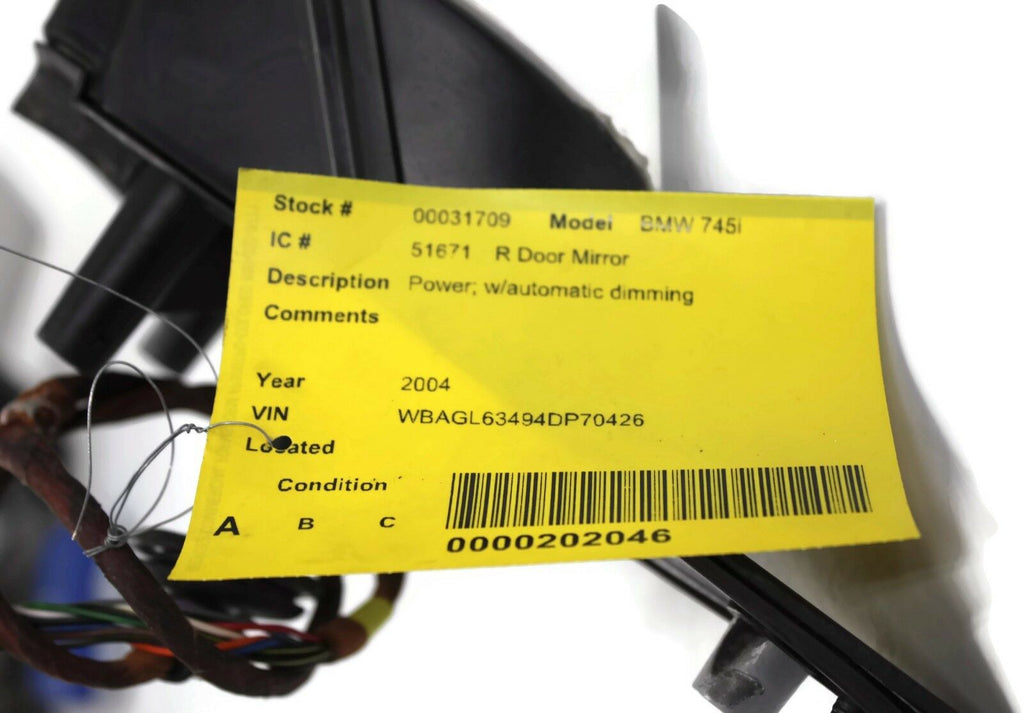 Stock # 00031709 Model BMW 745i
IC # 51671 R Door Mirror
Description Power; w/automatic dimming
Comments
Year 2004
VIN WBAGL63494DP70426
Located
Condition
A B C
0000202046